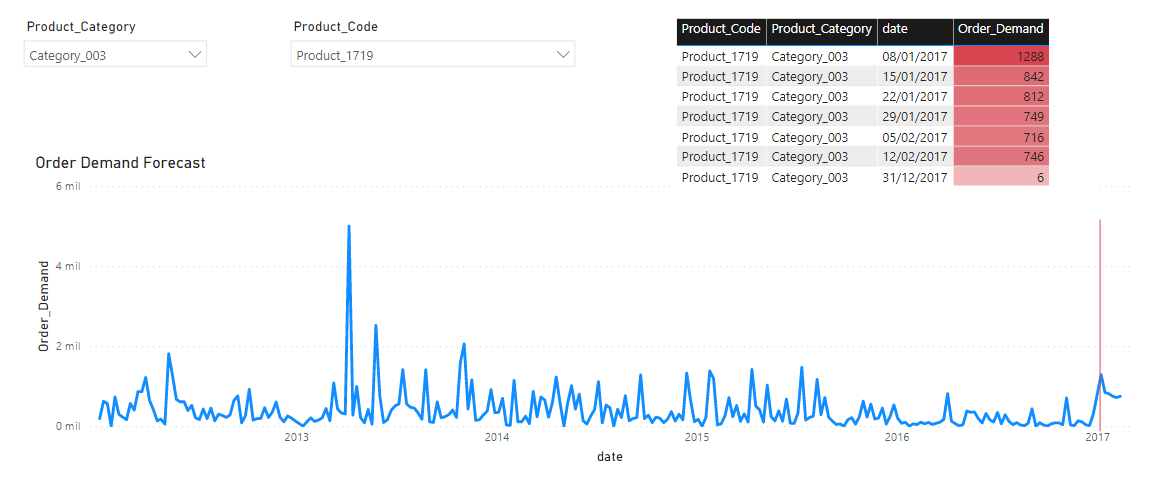 Product_Category
Category_003
Product_Code
Product_1719
Product_Code Product_Category date Order_Demand
Product_1719 Category_003 08/01/2017 1288
Product_1719 Category_003 15/01/2017 842
Product_1719 Category_003 22/01/2017 812
Product_1719 Category_003 29/01/2017 749
Product_1719 Category_003 05/02/2017 716
Product_1719 Category_003 12/02/2017 746
Product_1719 Category_003 31/12/2017 6
Order Demand Forecast
6 mil
4 mil
2 mil
0 mil
Order_Demand
2013 2014 2015 2016 2017
date